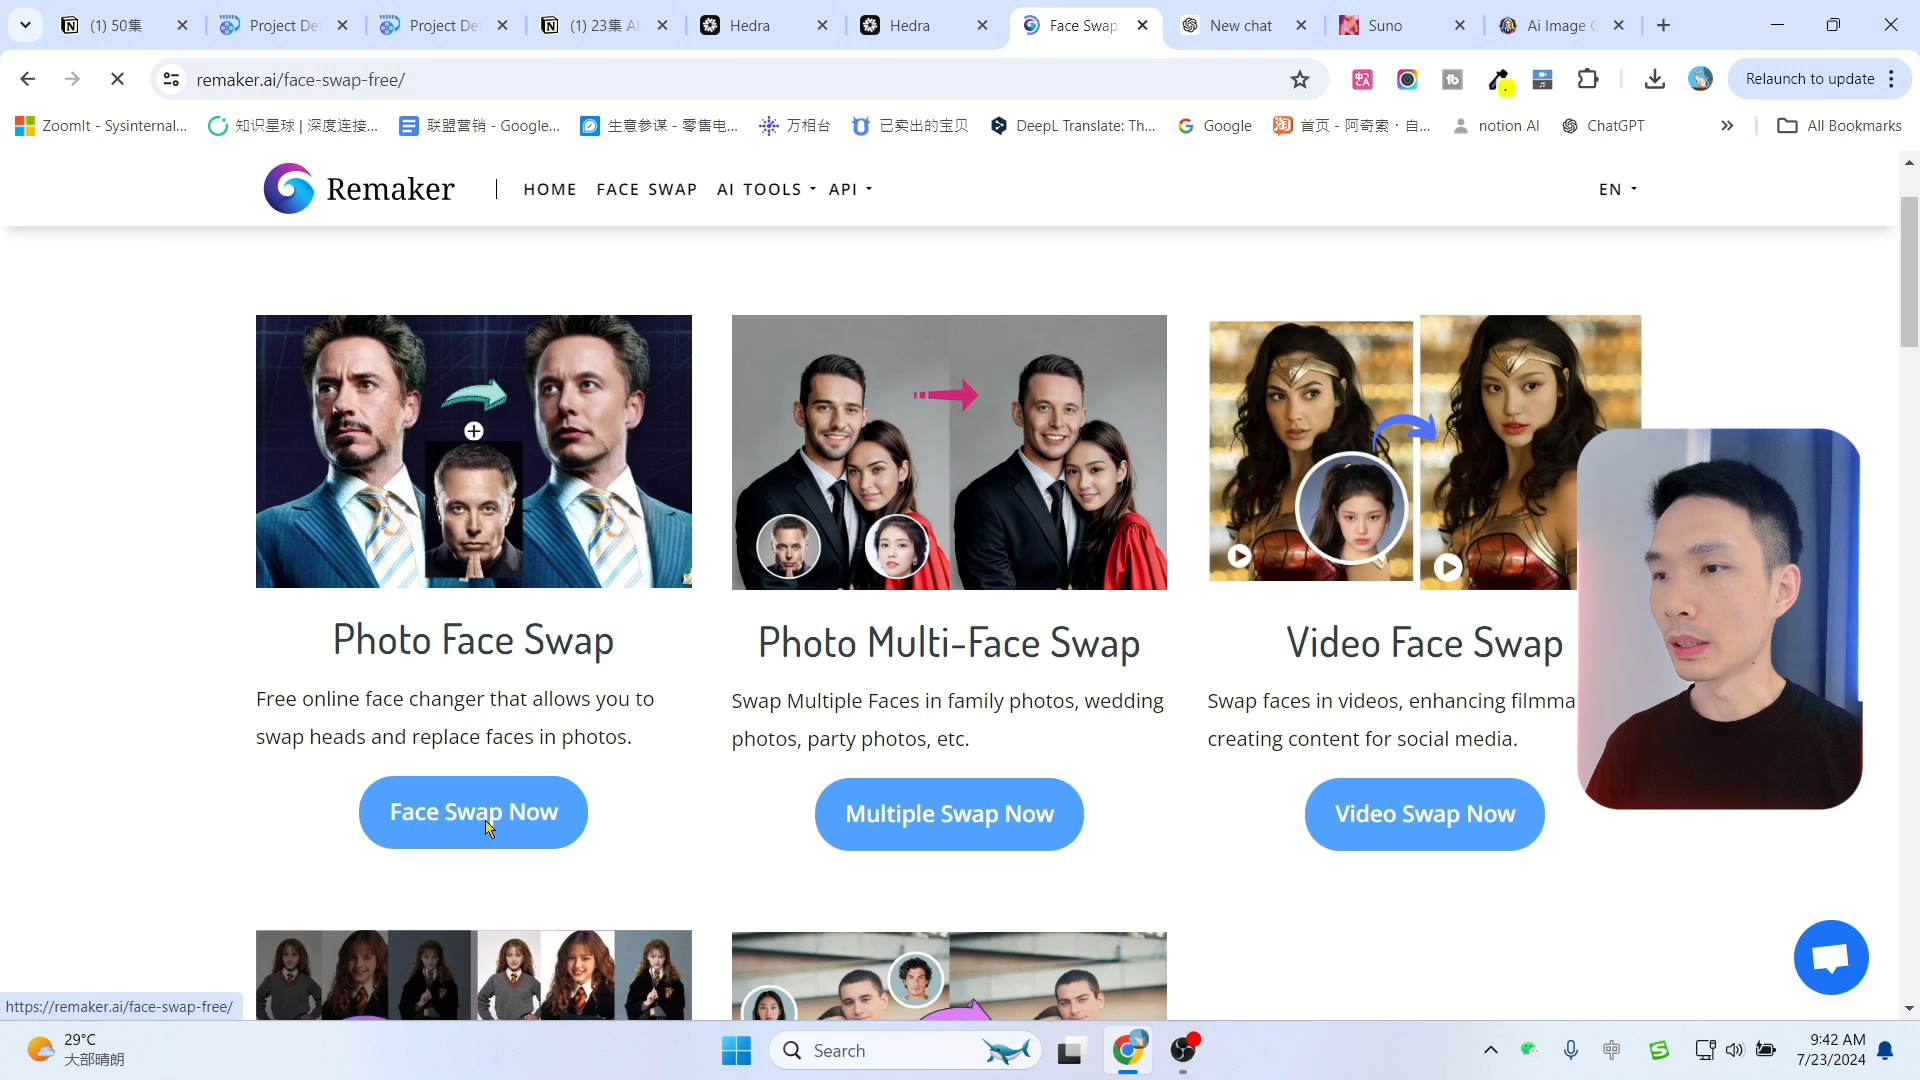 (1) 50集
Project De
Project De
(1) 23集 A
Hedra
Hedra
Face Swap
New chat
Suno
Ai Image G
remaker.ai/face-swap-free/
Relaunch to update
ZoomIt - Sysinternal...
知识星球 | 深度连接...
联盟营销 - Google...
生意参谋 - 零售电...
万相台
已卖出的宝贝
DeepL Translate: Th...
Google
首页 - 阿奇索 · 自...
notion AI
ChatGPT
All Bookmarks
Remaker
HOME
FACE SWAP
AI TOOLS
API
EN
Photo Face Swap
Free online face changer that allows you to
swap heads and replace faces in photos.
Face Swap Now
Photo Multi-Face Swap
Swap Multiple Faces in family photos, wedding
photos, party photos, etc.
Multiple Swap Now
Video Face Swap
Swap faces in videos, enhancing filmma
creating content for social media.
Video Swap Now
https://remaker.ai/face-swap-free/
29°C
大部晴朗
Search
中
9:42 AM
7/23/2024